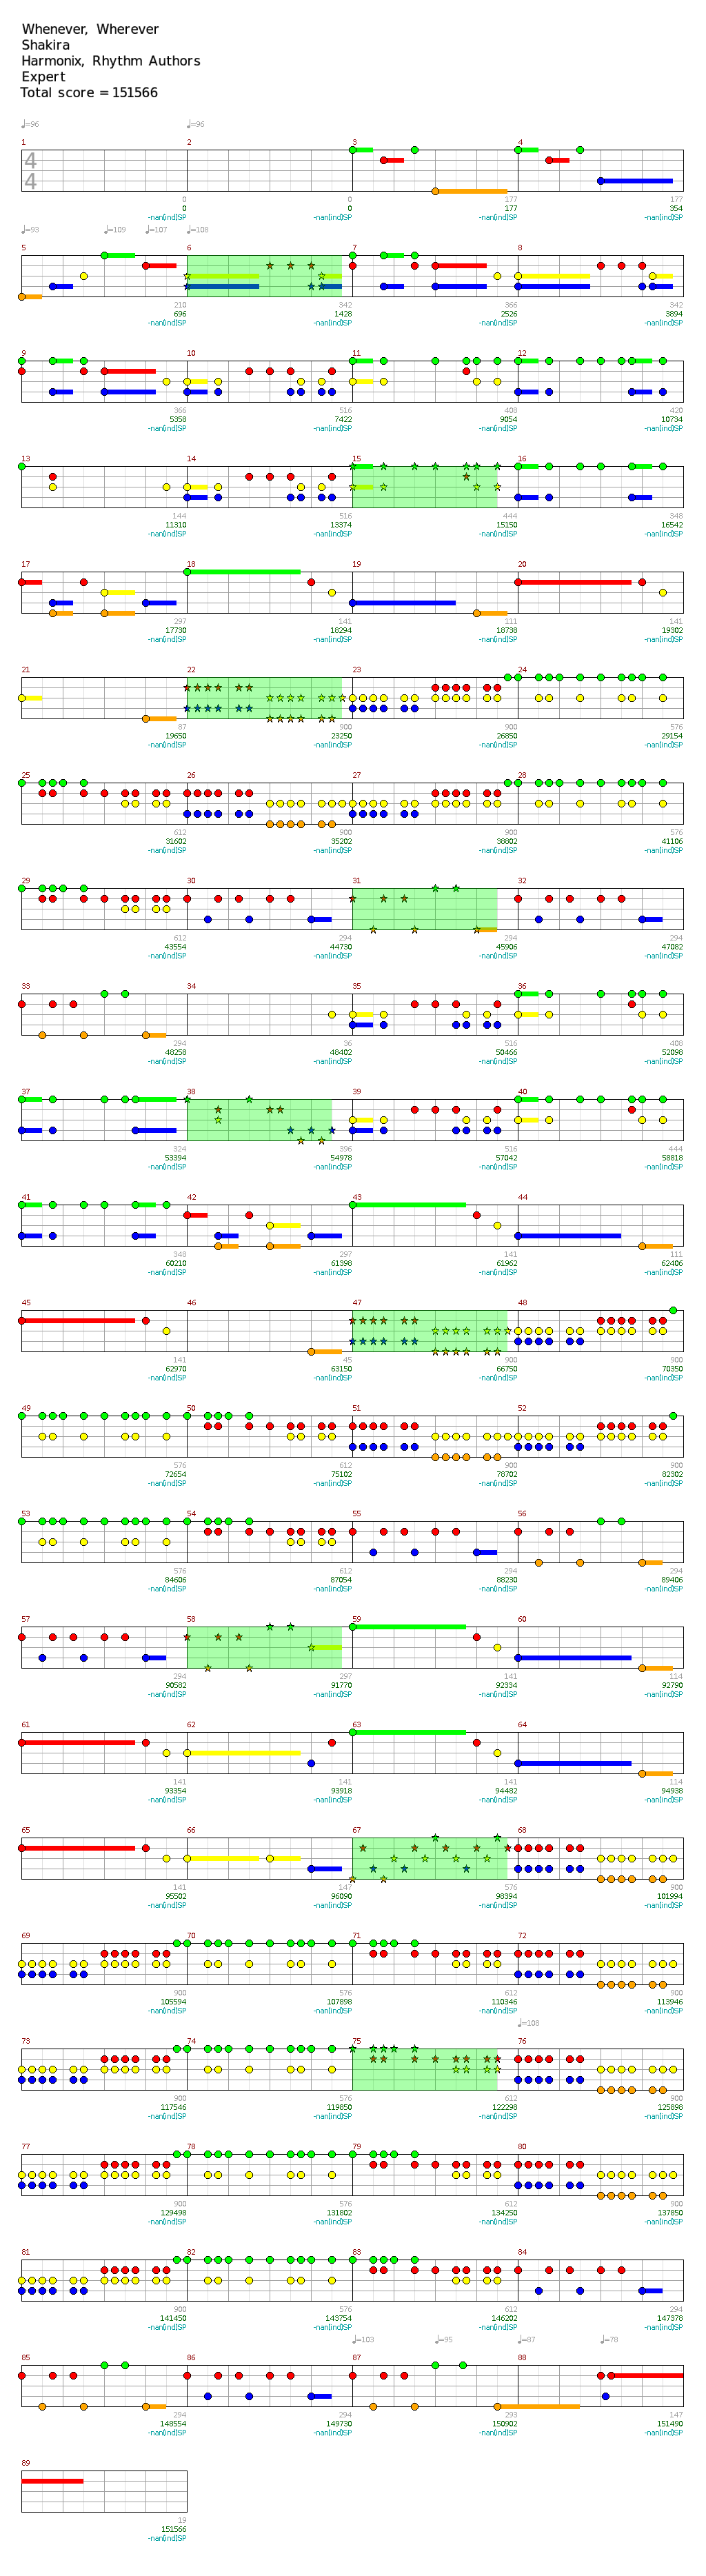 Whenever, Wherever
Shakira
Harmonix, Rhythm Authors
Expert
Total score = 151566
♩=96 ♩=96
1 2 3 4
4
4
0 0 177 177
0 0 177 354
-nan(ind)SP -nan(ind)SP -nan(ind)SP -nan(ind)SP
♩=93 ♩=109 ♩=107 ♩=108
5 6 7 8
210 342 366 342
696 1428 2526 3894
-nan(ind)SP -nan(ind)SP -nan(ind)SP -nan(ind)SP
9 10 11 12
366 516 408 420
5358 7422 9054 10734
-nan(ind)SP -nan(ind)SP -nan(ind)SP -nan(ind)SP
13 14 15 16
144 516 444 348
11310 13374 15150 16542
-nan(ind)SP -nan(ind)SP -nan(ind)SP -nan(ind)SP
17 18 19 20
297 141 111 141
17730 18294 18738 19302
-nan(ind)SP -nan(ind)SP -nan(ind)SP -nan(ind)SP
21 22 23 24
87 900 900 576
19650 23250 26850 29154
-nan(ind)SP -nan(ind)SP -nan(ind)SP -nan(ind)SP
25 26 27 28
612 900 900 576
31602 35202 38802 41106
-nan(ind)SP -nan(ind)SP -nan(ind)SP -nan(ind)SP
29 30 31 32
612 294 294 294
43554 44730 45906 47082
-nan(ind)SP -nan(ind)SP -nan(ind)SP -nan(ind)SP
33 34 35 36
294 36 516 408
48258 48402 50466 52098
-nan(ind)SP -nan(ind)SP -nan(ind)SP -nan(ind)SP
37 38 39 40
324 396 516 444
53394 54978 57042 58818
-nan(ind)SP -nan(ind)SP -nan(ind)SP -nan(ind)SP
41 42 43 44
348 297 141 111
60210 61398 61962 62406
-nan(ind)SP -nan(ind)SP -nan(ind)SP -nan(ind)SP
45 46 47 48
141 45 900 900
62970 63150 66750 70350
-nan(ind)SP -nan(ind)SP -nan(ind)SP -nan(ind)SP
49 50 51 52
576 612 900 900
72654 75102 78702 82302
-nan(ind)SP -nan(ind)SP -nan(ind)SP -nan(ind)SP
53 54 55 56
576 612 294 294
84606 87054 88230 89406
-nan(ind)SP -nan(ind)SP -nan(ind)SP -nan(ind)SP
57 58 59 60
294 297 141 114
90582 91770 92334 92790
-nan(ind)SP -nan(ind)SP -nan(ind)SP -nan(ind)SP
61 62 63 64
141 141 141 114
93354 93918 94482 94938
-nan(ind)SP -nan(ind)SP -nan(ind)SP -nan(ind)SP
65 66 67 68
141 147 576 900
95502 96090 98394 101994
-nan(ind)SP -nan(ind)SP -nan(ind)SP -nan(ind)SP
69 70 71 72
900 576 612 900
105594 107898 110346 113946
-nan(ind)SP -nan(ind)SP -nan(ind)SP -nan(ind)SP
♩=108
73 74 75 76
900 576 612 900
117546 119850 122298 125898
-nan(ind)SP -nan(ind)SP -nan(ind)SP -nan(ind)SP
77 78 79 80
900 576 612 900
129498 131802 134250 137850
-nan(ind)SP -nan(ind)SP -nan(ind)SP -nan(ind)SP
81 82 83 84
900 576 612 294
141450 143754 146202 147378
-nan(ind)SP -nan(ind)SP -nan(ind)SP -nan(ind)SP
♩=103 ♩=95 ♩=87 ♩=78
85 86 87 88
294 294 293 147
148554 149730 150902 151490
-nan(ind)SP -nan(ind)SP -nan(ind)SP -nan(ind)SP
89
19
151566
-nan(ind)SP